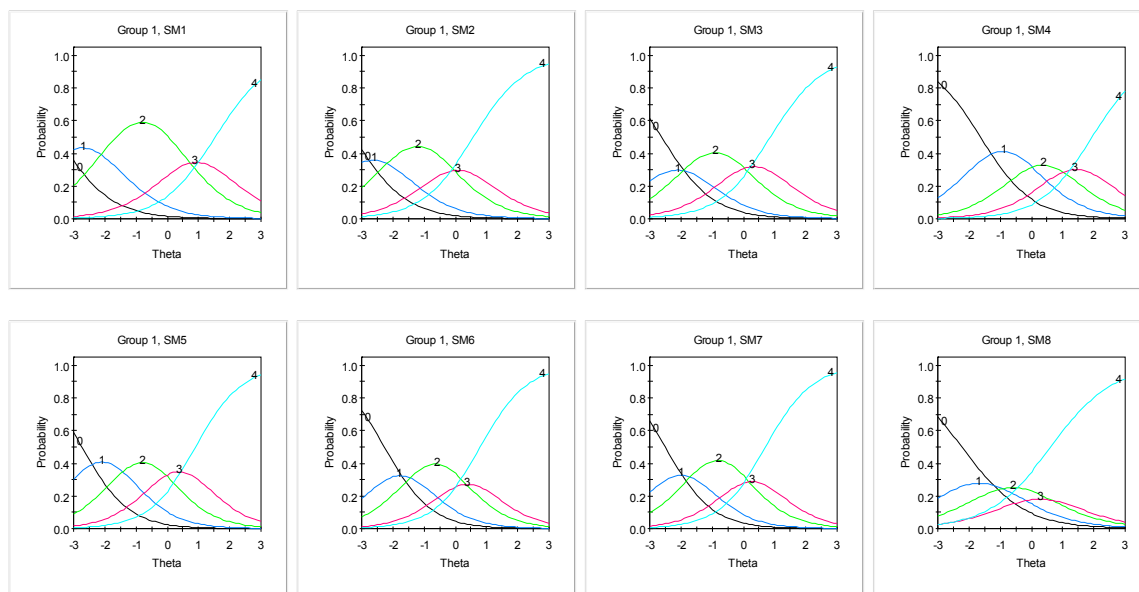 Group 1, SM1
Probability
1.0
0.8
0.6
0.4
0.2
0.0
0
1
2
3
4
-3 -2 -1 0 1 2 3
Theta
Group 1, SM2
Probability
1.0
0.8
0.6
0.4
0.2
0.0
0
1
2
3
4
-3 -2 -1 0 1 2 3
Theta
Group 1, SM3
Probability
1.0
0.8
0.6
0.4
0.2
0.0
0
1
2
3
4
-3 -2 -1 0 1 2 3
Theta
Group 1, SM4
Probability
1.0
0.8
0.6
0.4
0.2
0.0
0
1
2
3
4
-3 -2 -1 0 1 2 3
Theta
Group 1, SM5
Probability
1.0
0.8
0.6
0.4
0.2
0.0
0
1
2
3
4
-3 -2 -1 0 1 2 3
Theta
Group 1, SM6
Probability
1.0
0.8
0.6
0.4
0.2
0.0
0
1
2
3
4
-3 -2 -1 0 1 2 3
Theta
Group 1, SM7
Probability
1.0
0.8
0.6
0.4
0.2
0.0
0
1
2
3
4
-3 -2 -1 0 1 2 3
Theta
Group 1, SM8
Probability
1.0
0.8
0.6
0.4
0.2
0.0
0
1
2
3
4
-3 -2 -1 0 1 2 3
Theta